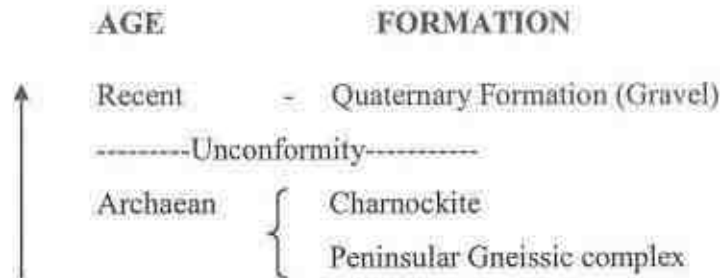 AGE FORMATION
Recent - Quaternary Formation (Gravel)
---------Unconformity-----------
Archaean { Charnockite
Peninsular Gneissic complex